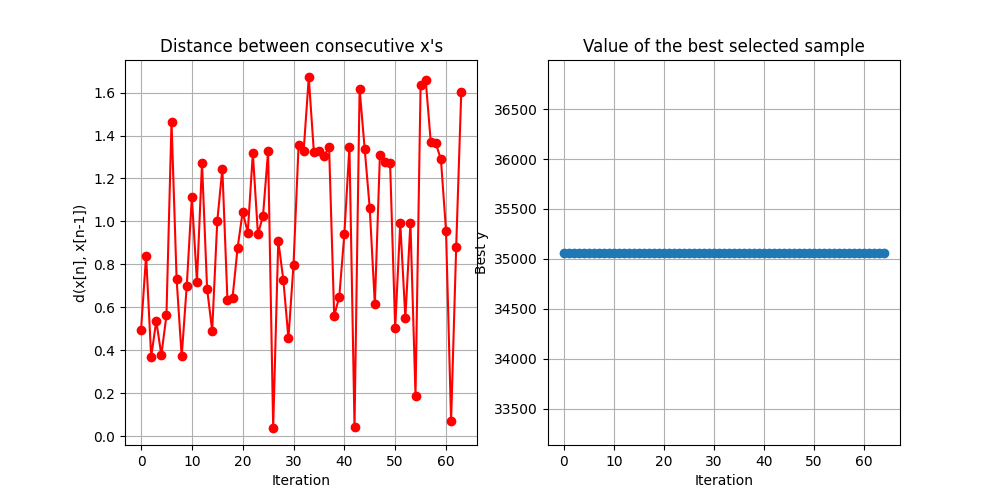 Distance between consecutive x's
d(x[n], x[n-1])
1.6
1.4
1.2
1.0
0.8
0.6
0.4
0.2
0.0
0 10 20 30 40 50 60
Iteration
Value of the best selected sample
Best y
36500
36000
35500
35000
34500
34000
33500
0 10 20 30 40 50 60
Iteration